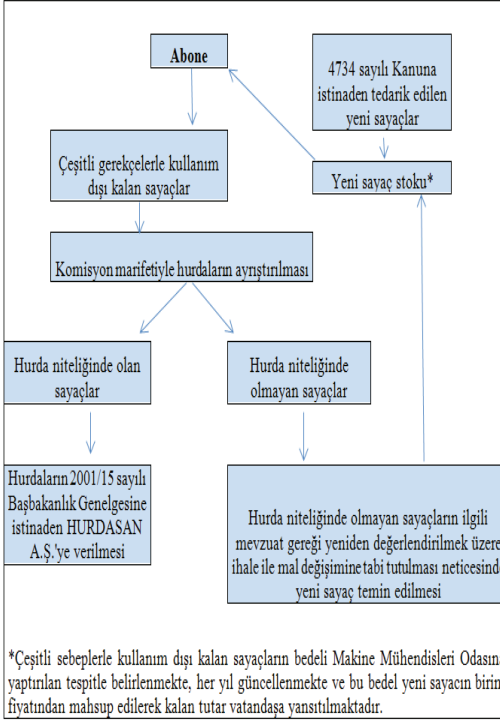 Abone
4734 sayılı Kanuna
istinaden tedarik edilen
yeni sayaçlar
Çeşitli gerekçelerle kullanım
dışı kalan sayaçlar
Yeni sayaç stoku*
Komisyon marifetiyle hurdaların ayrıştırılması
Hurda niteliğinde olan
sayaçlar
Hurda niteliğinde
olmayan sayaçlar
Hurdaların 2001/15 sayılı
Başbakanlık Genelgesine
istinaden HURDASAN
A.Ş.'ye verilmesi
Hurda niteliğinde olmayan sayaçların ilgili
mevzuat gereği yeniden değerlendirilmek üzere
ihale ile mal değişimine tabi tutulması neticesinde
yeni sayaç temin edilmesi
*Çeşitli sebeplerle kullanım dışı kalan sayaçların bedeli Makine Mühendisleri Odasına
yaptırılan tespitle belirlenmekte, her yıl güncellenmekte ve bu bedel yeni sayacın birim
fiyatından mahsup edilerek kalan tutar vatandaşa yansıtılmaktadır.